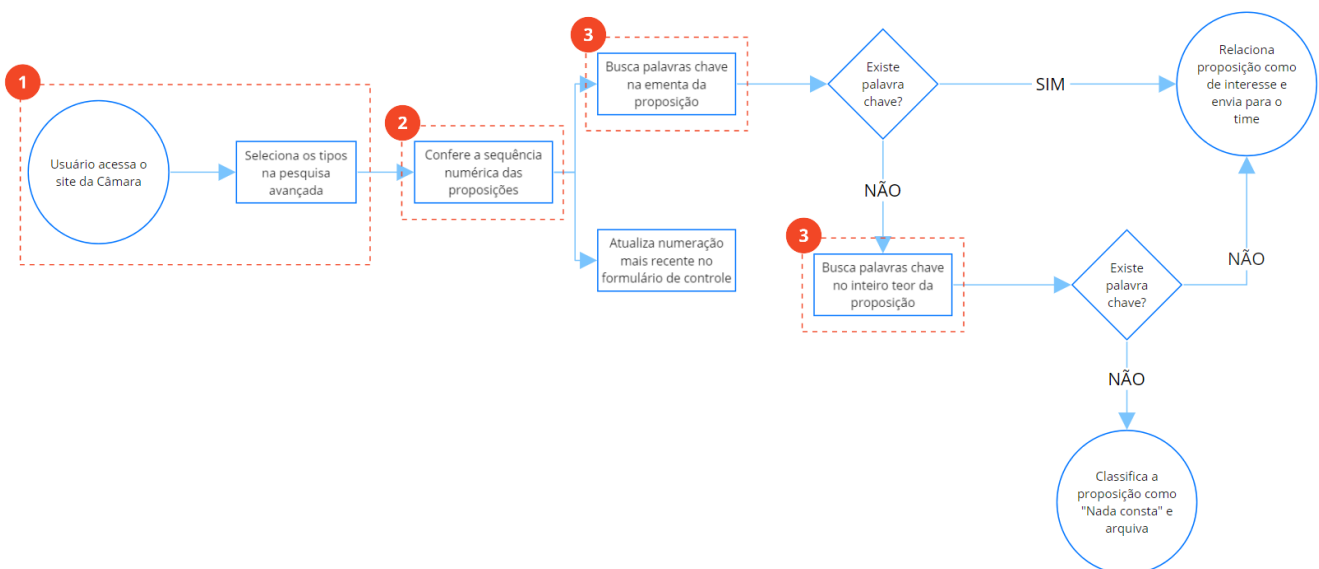 1
Usuário acessa o
site da Câmara
Seleciona os tipos
na pesquisa
avançada
2
Confere a sequência
numérica das
proposições
3
Busca palavras chave
na ementa da
proposição
Atualiza numeração
mais recente no
formulário de controle
Existe
palavra
chave?
SIM
Relaciona
proposição como
de interesse e
envia para o
time
NÃO
3
Busca palavras chave
no inteiro teor da
proposição
Existe
palavra
chave?
NÃO
NÃO
Classifica a
proposição como
"Nada consta" e
arquiva